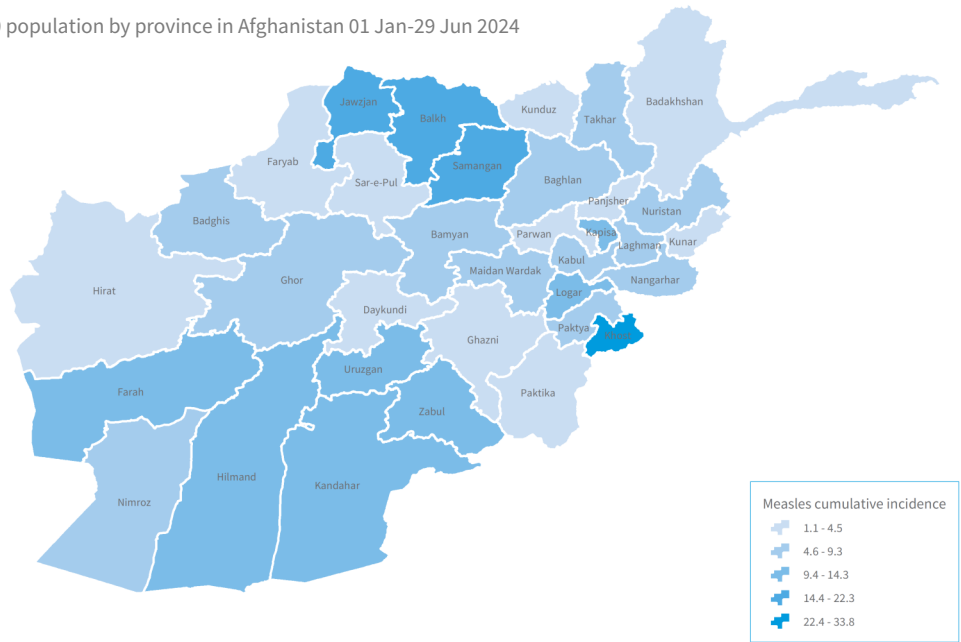 population by province in Afghanistan 01 Jan-29 Jun 2024
Jawzjan
Balkh
Kunduz
Takhar
Badakhshan
Faryab
Sar-e-Pul
Samangan
Baghlan
Panjsher
Nuristan
Badghis
Bamyan
Parwan
Kapisa
Laghman
Kunar
Kabul
Hirat
Ghor
Maidan Wardak
Nangarhar
Daykundi
Logar
Ghazni
Paktya
Uruzgan
Farah
Paktika
Zabul
Nimroz
Hilmand
Kandahar
Measles cumulative incidence
1.1 - 4.5
4.6 - 9.3
9.4 - 14.3
14.4 - 22.3
22.4 - 33.8